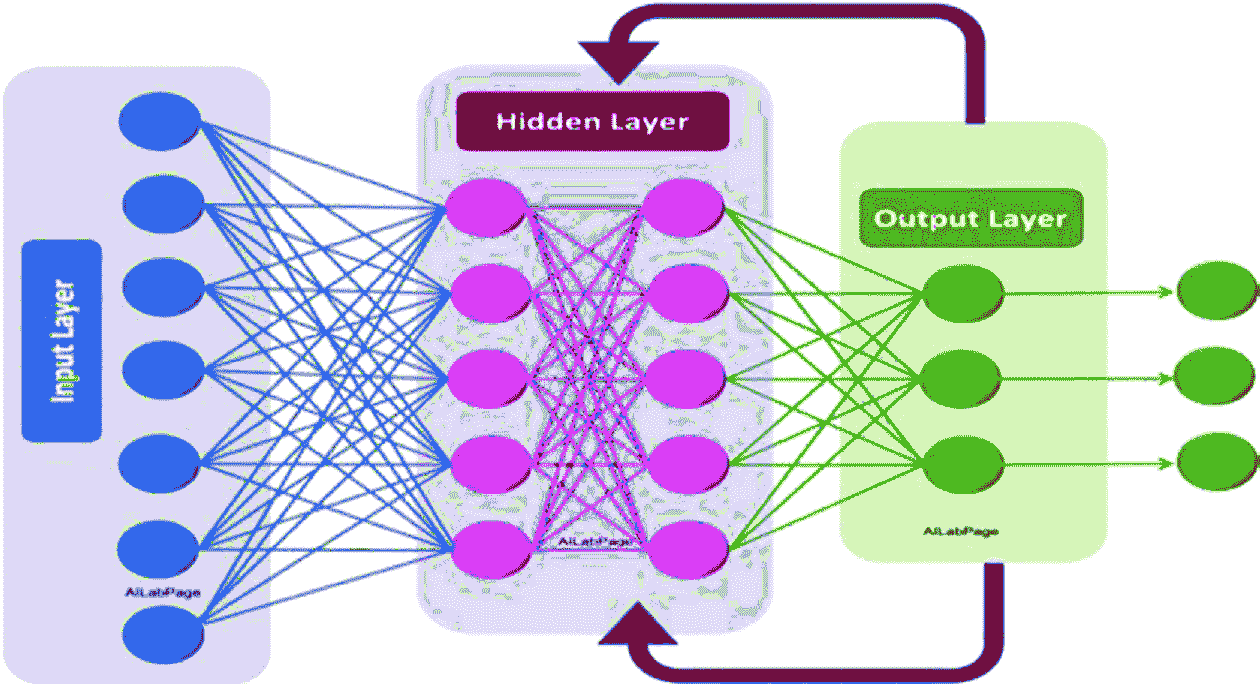 Hidden Layer
Input Layer
Output Layer
AILabPage
AILabPage
AILabPage